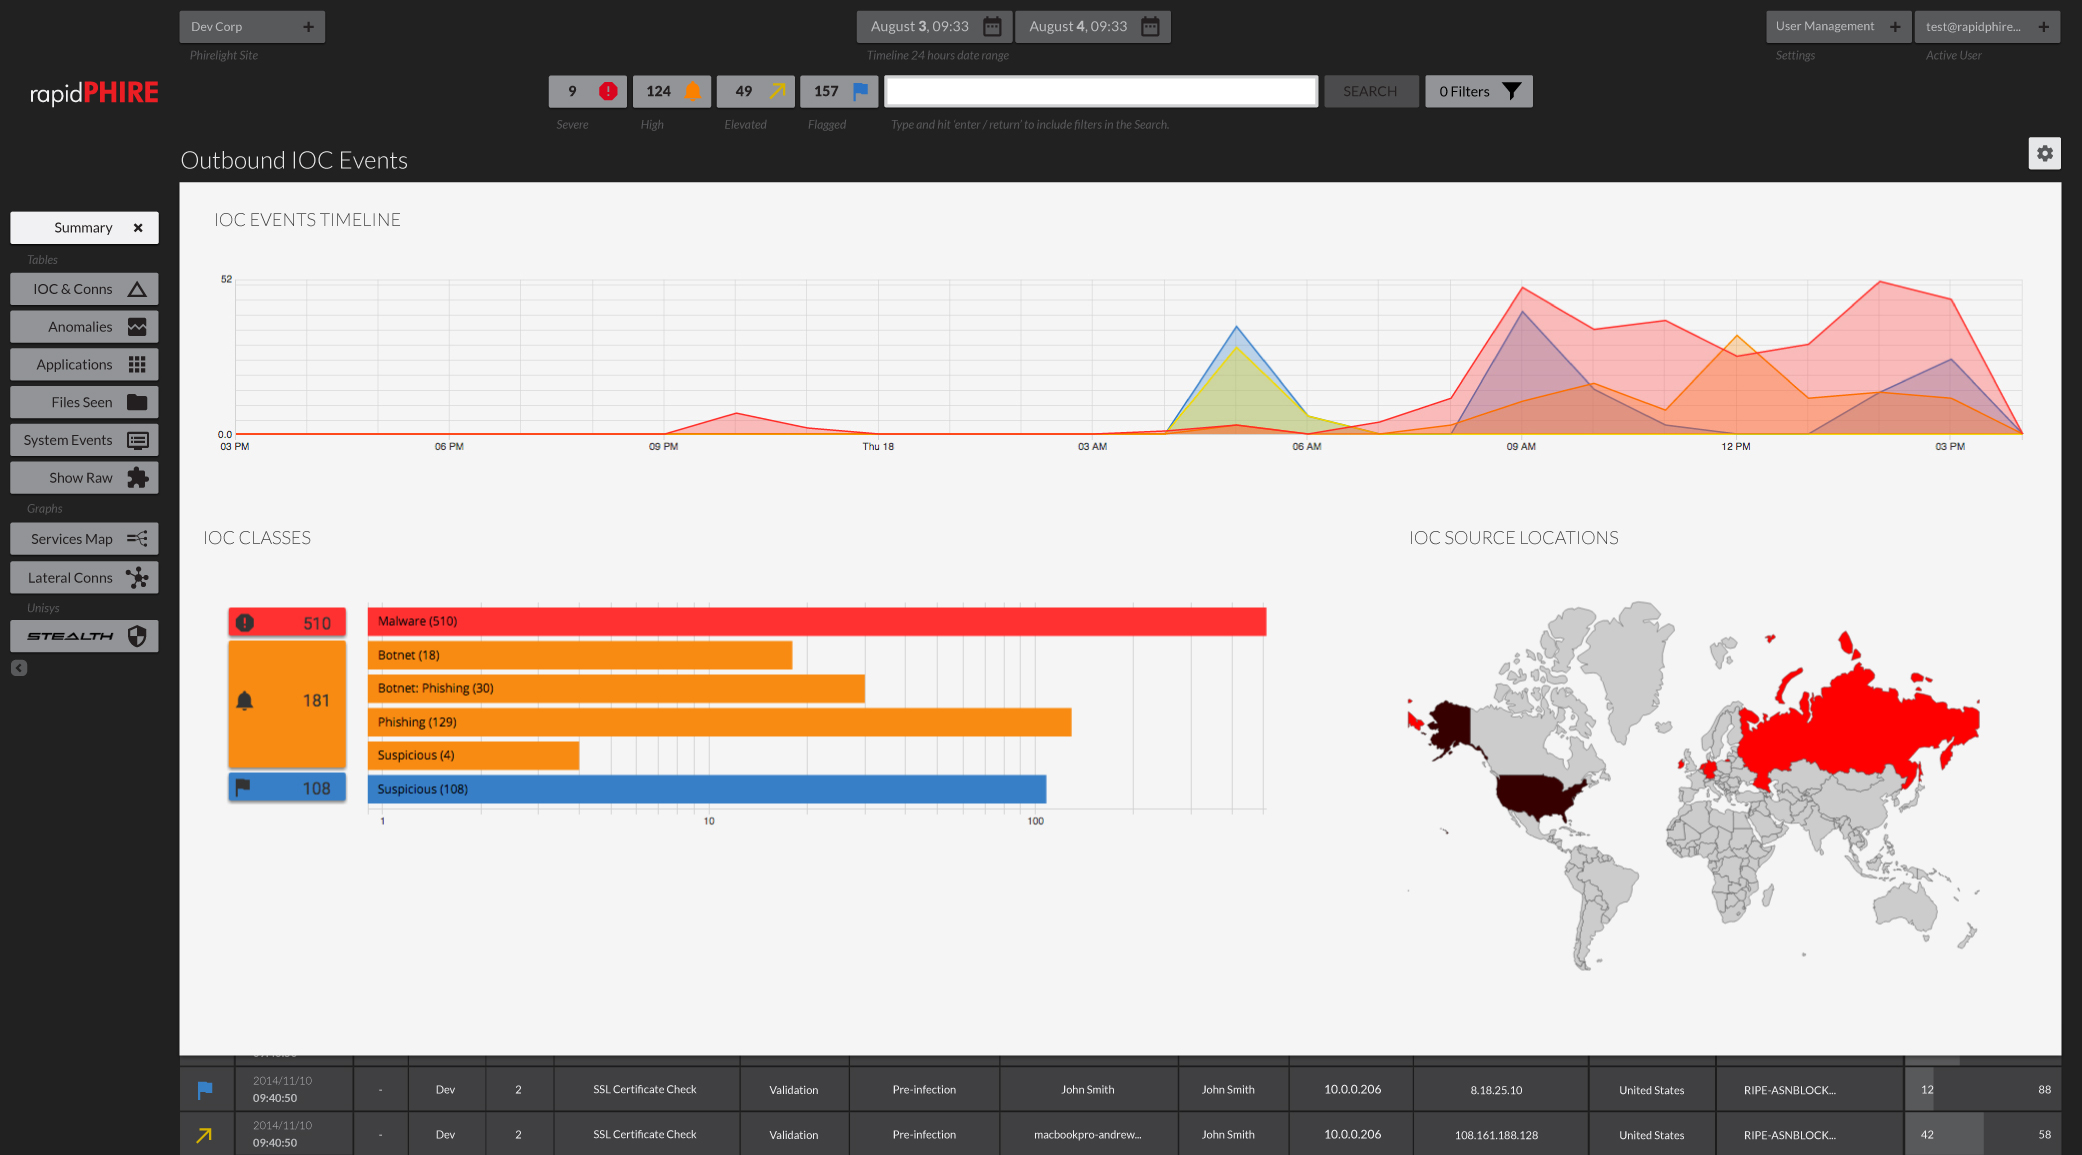 Dev Corp +
August 3, 09:33
August 4, 09:33
User Management +
test@rapidphire... +
Phirelight Site
Timeline 24 hours date range
Settings
Active User
rapidPHIRE
9
124
49
157
SEARCH
0 Filters
Severe
High
Elevated
Flagged
Type and hit 'enter / return' to include filters in the Search.
Outbound IOC Events
Summary
Tables
IOC & Conns
Anomalies
Applications
Files Seen
System Events
Show Raw
Graphs
Services Map
Lateral Conns
Unisys
STEALTH
IOC EVENTS TIMELINE
52
0.0
03 PM
06 PM
09 PM
Thu 18
03 AM
06 AM
09 AM
12 PM
03 PM
IOC CLASSES
510
181
108
Malware (510)
Botnet (18)
Botnet: Phishing (30)
Phishing (129)
Suspicious (4)
Suspicious (108)
1
10
100
IOC SOURCE LOCATIONS
2014/11/10
09:40:50
-
Dev
2
SSL Certificate Check
Validation
Pre-infection
John Smith
John Smith
10.0.0.206
8.18.25.10
United States
RIPE-ASNBLOCK...
12
88
2014/11/10
09:40:50
-
Dev
2
SSL Certificate Check
Validation
Pre-infection
macbookpro-andrew...
John Smith
10.0.0.206
108.161.188.128
United States
RIPE-ASNBLOCK...
42
58